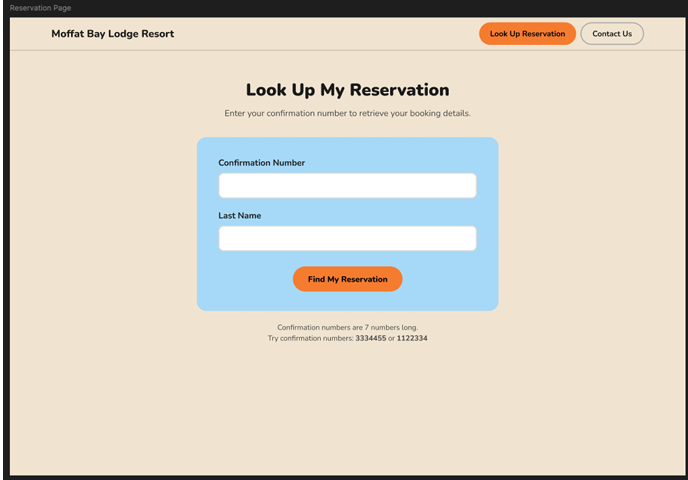 Reservation Page
Moffat Bay Lodge Resort
Look Up Reservation
Contact Us
Look Up My Reservation
Enter your confirmation number to retrieve your booking details.
Confirmation Number
Last Name
Find My Reservation
Confirmation numbers are 7 numbers long.
Try confirmation numbers: 3334455 or 1122334